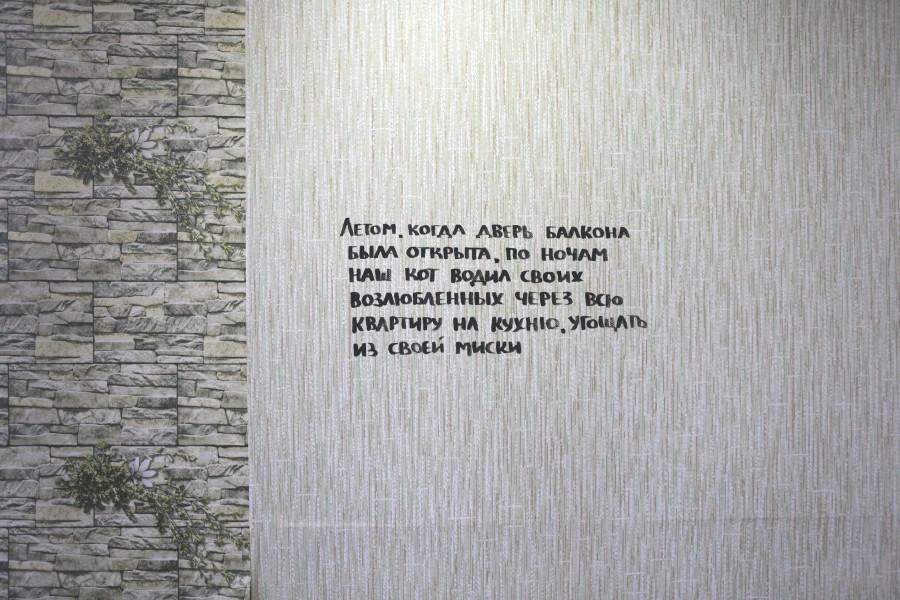 Летом, когда дверь балкона
была открыта, по ночам
наш кот водил своих
возлюбленных через всю
квартиру на кухню, угощать
из своей миски